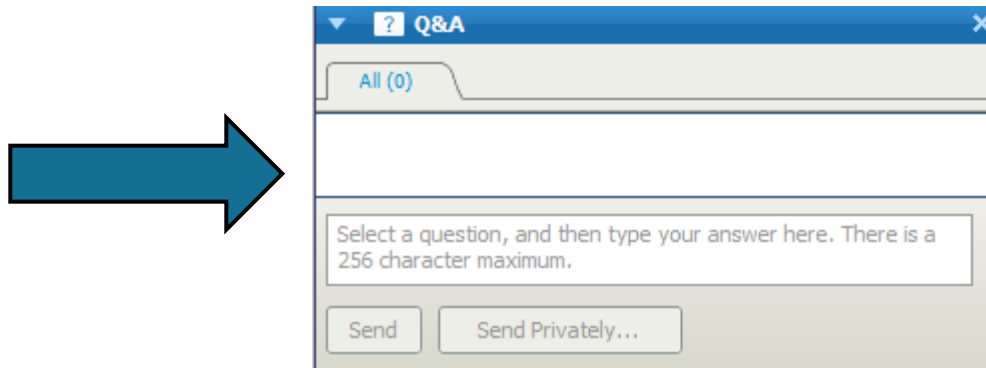 ? Q&A
All (0)
Select a question, and then type your answer here. There is a
256 character maximum.
Send Send Privately...